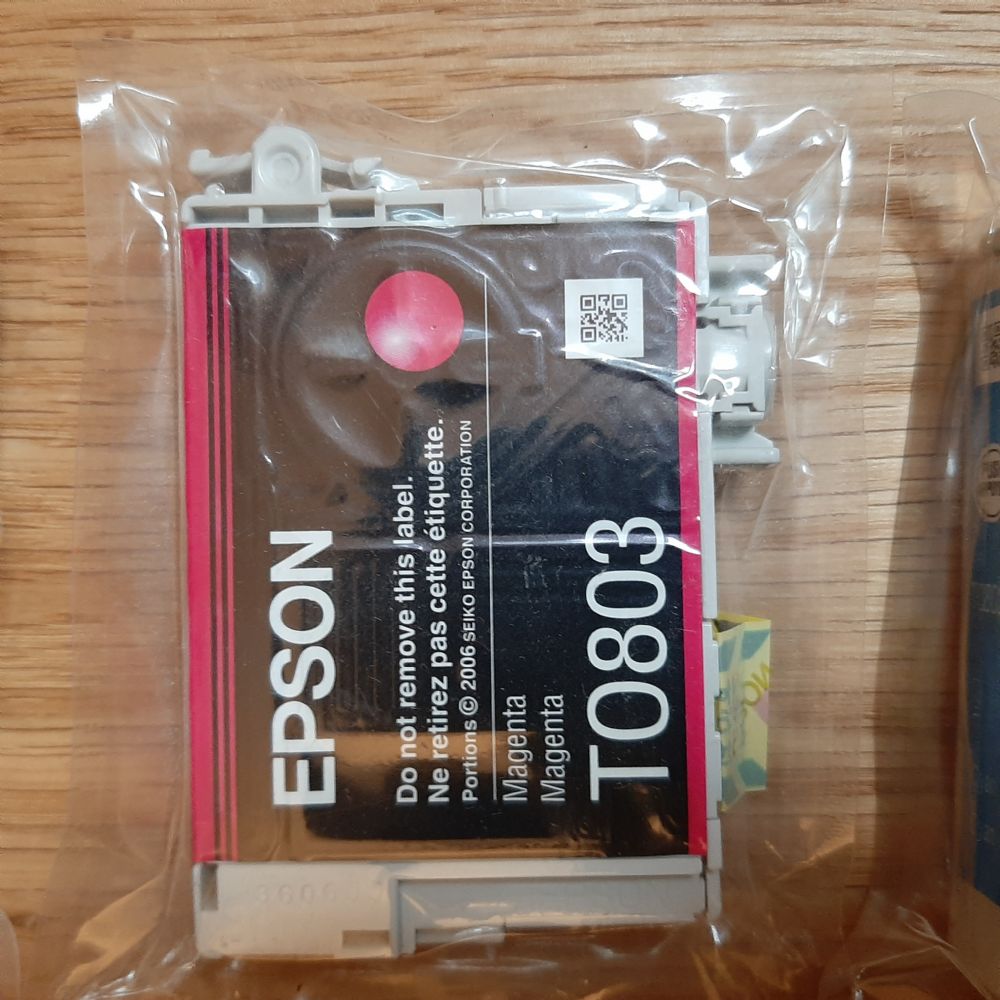 EPSON
Do not remove this label.
Ne retirez pas cette étiquette.
Portions © 2006 SEIKO EPSON CORPORATION
Magenta
Magenta
T0803